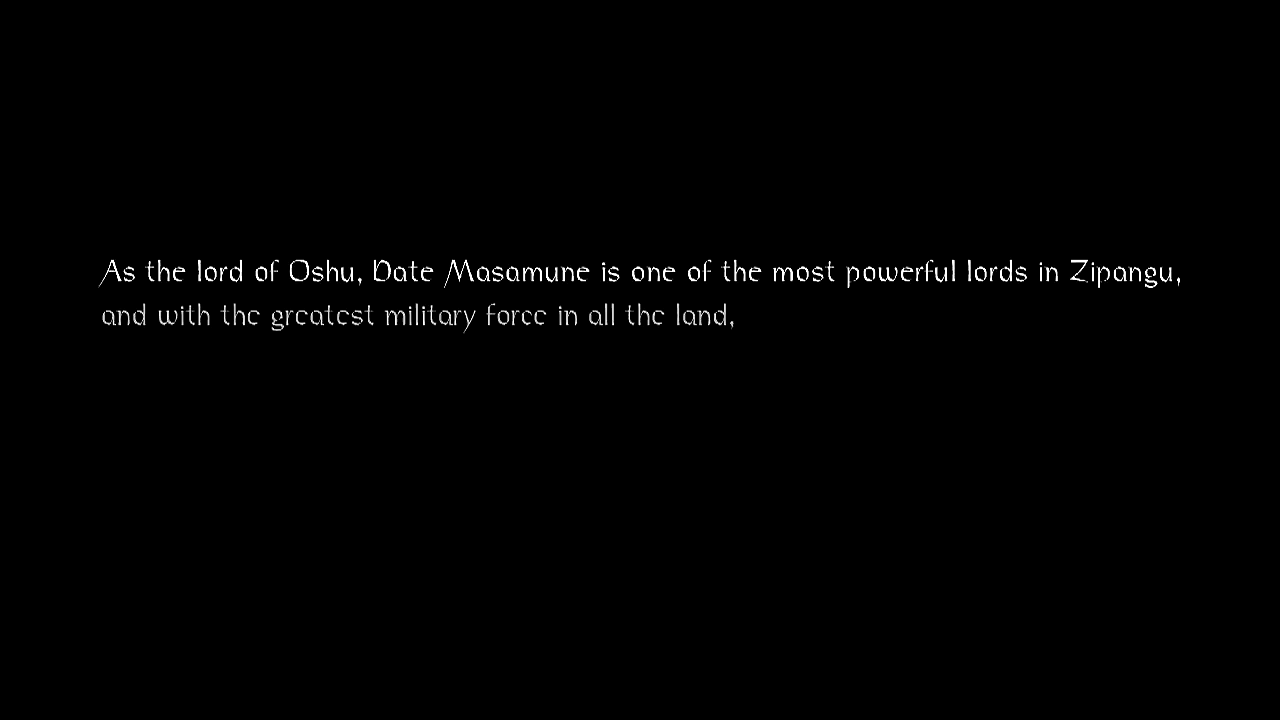 As the lord of Oshu, Date Masamune is one of the most powerful lords in Zipangu,
and with the greatest military force in all the land,